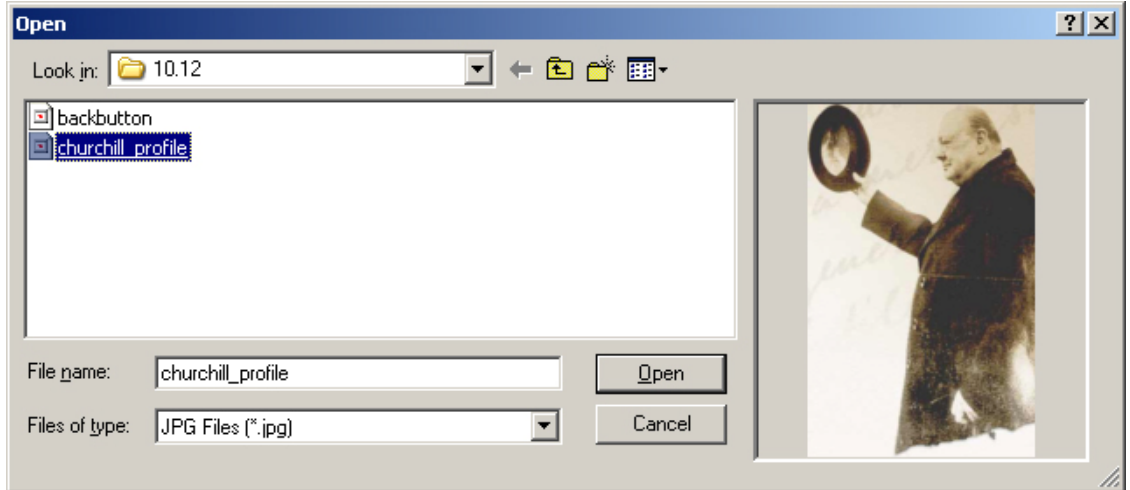 Open
Look in: 10.12
backbutton
churchill_profile
File name: churchill_profile
Open
Files of type: JPG Files (*.jpg)
Cancel